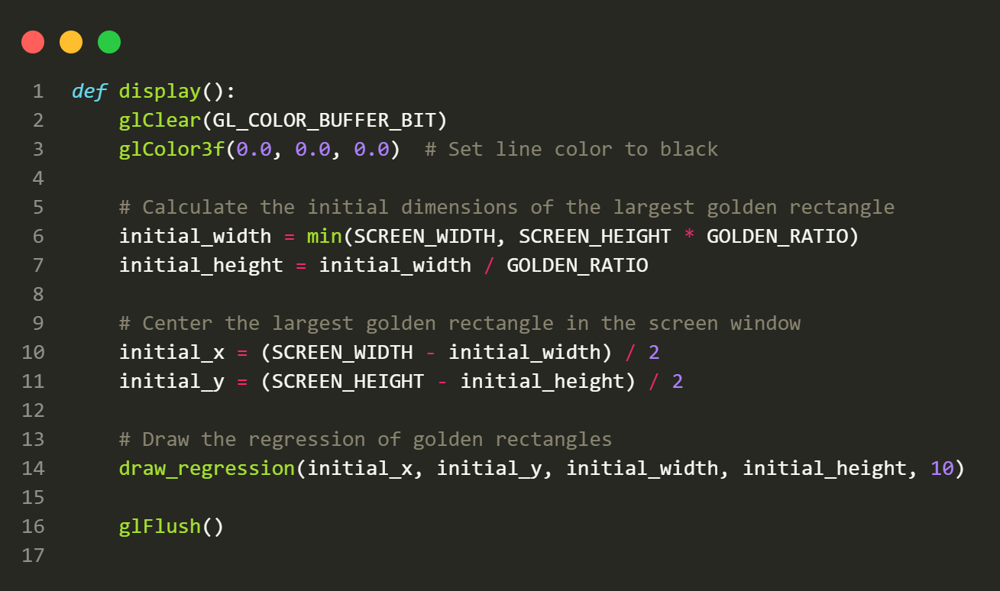 1 def display():
2     glClear(GL_COLOR_BUFFER_BIT)
3     glColor3f(0.0, 0.0, 0.0)  # Set line color to black
4
5     # Calculate the initial dimensions of the largest golden rectangle
6     initial_width = min(SCREEN_WIDTH, SCREEN_HEIGHT * GOLDEN_RATIO)
7     initial_height = initial_width / GOLDEN_RATIO
8
9     # Center the largest golden rectangle in the screen window
10     initial_x = (SCREEN_WIDTH - initial_width) / 2
11     initial_y = (SCREEN_HEIGHT - initial_height) / 2
12
13     # Draw the regression of golden rectangles
14     draw_regression(initial_x, initial_y, initial_width, initial_height, 10)
15
16     glFlush()
17